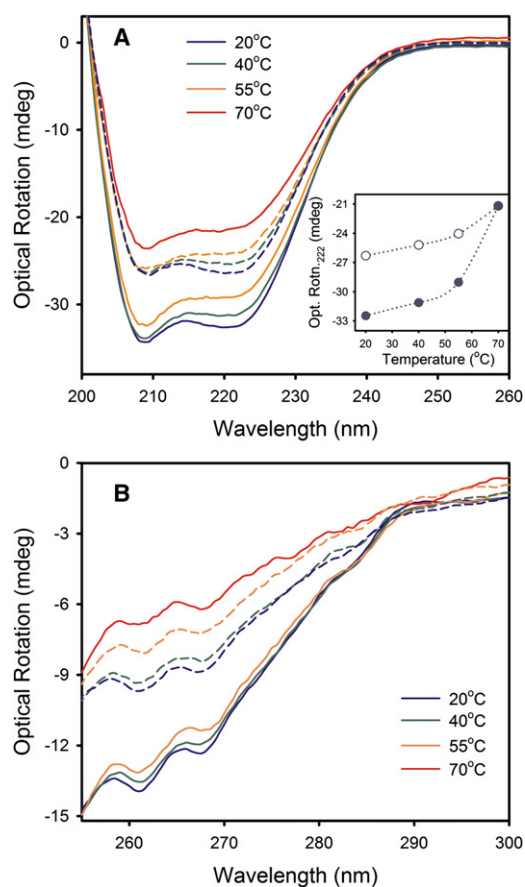 A
20°C
40°C
55°C
70°C
0
-10
-20
-30
Optical Rotation (mdeg)
200 210 220 230 240 250 260
Wavelength (nm)
-21
-24
-27
-30
-33
Opt. Rotn.222 (mdeg)
20 30 40 50 60 70
Temperature (°C)
B
0
-3
-6
-9
-12
-15
Optical Rotation (mdeg)
20°C
40°C
55°C
70°C
260 270 280 290 300
Wavelength (nm)